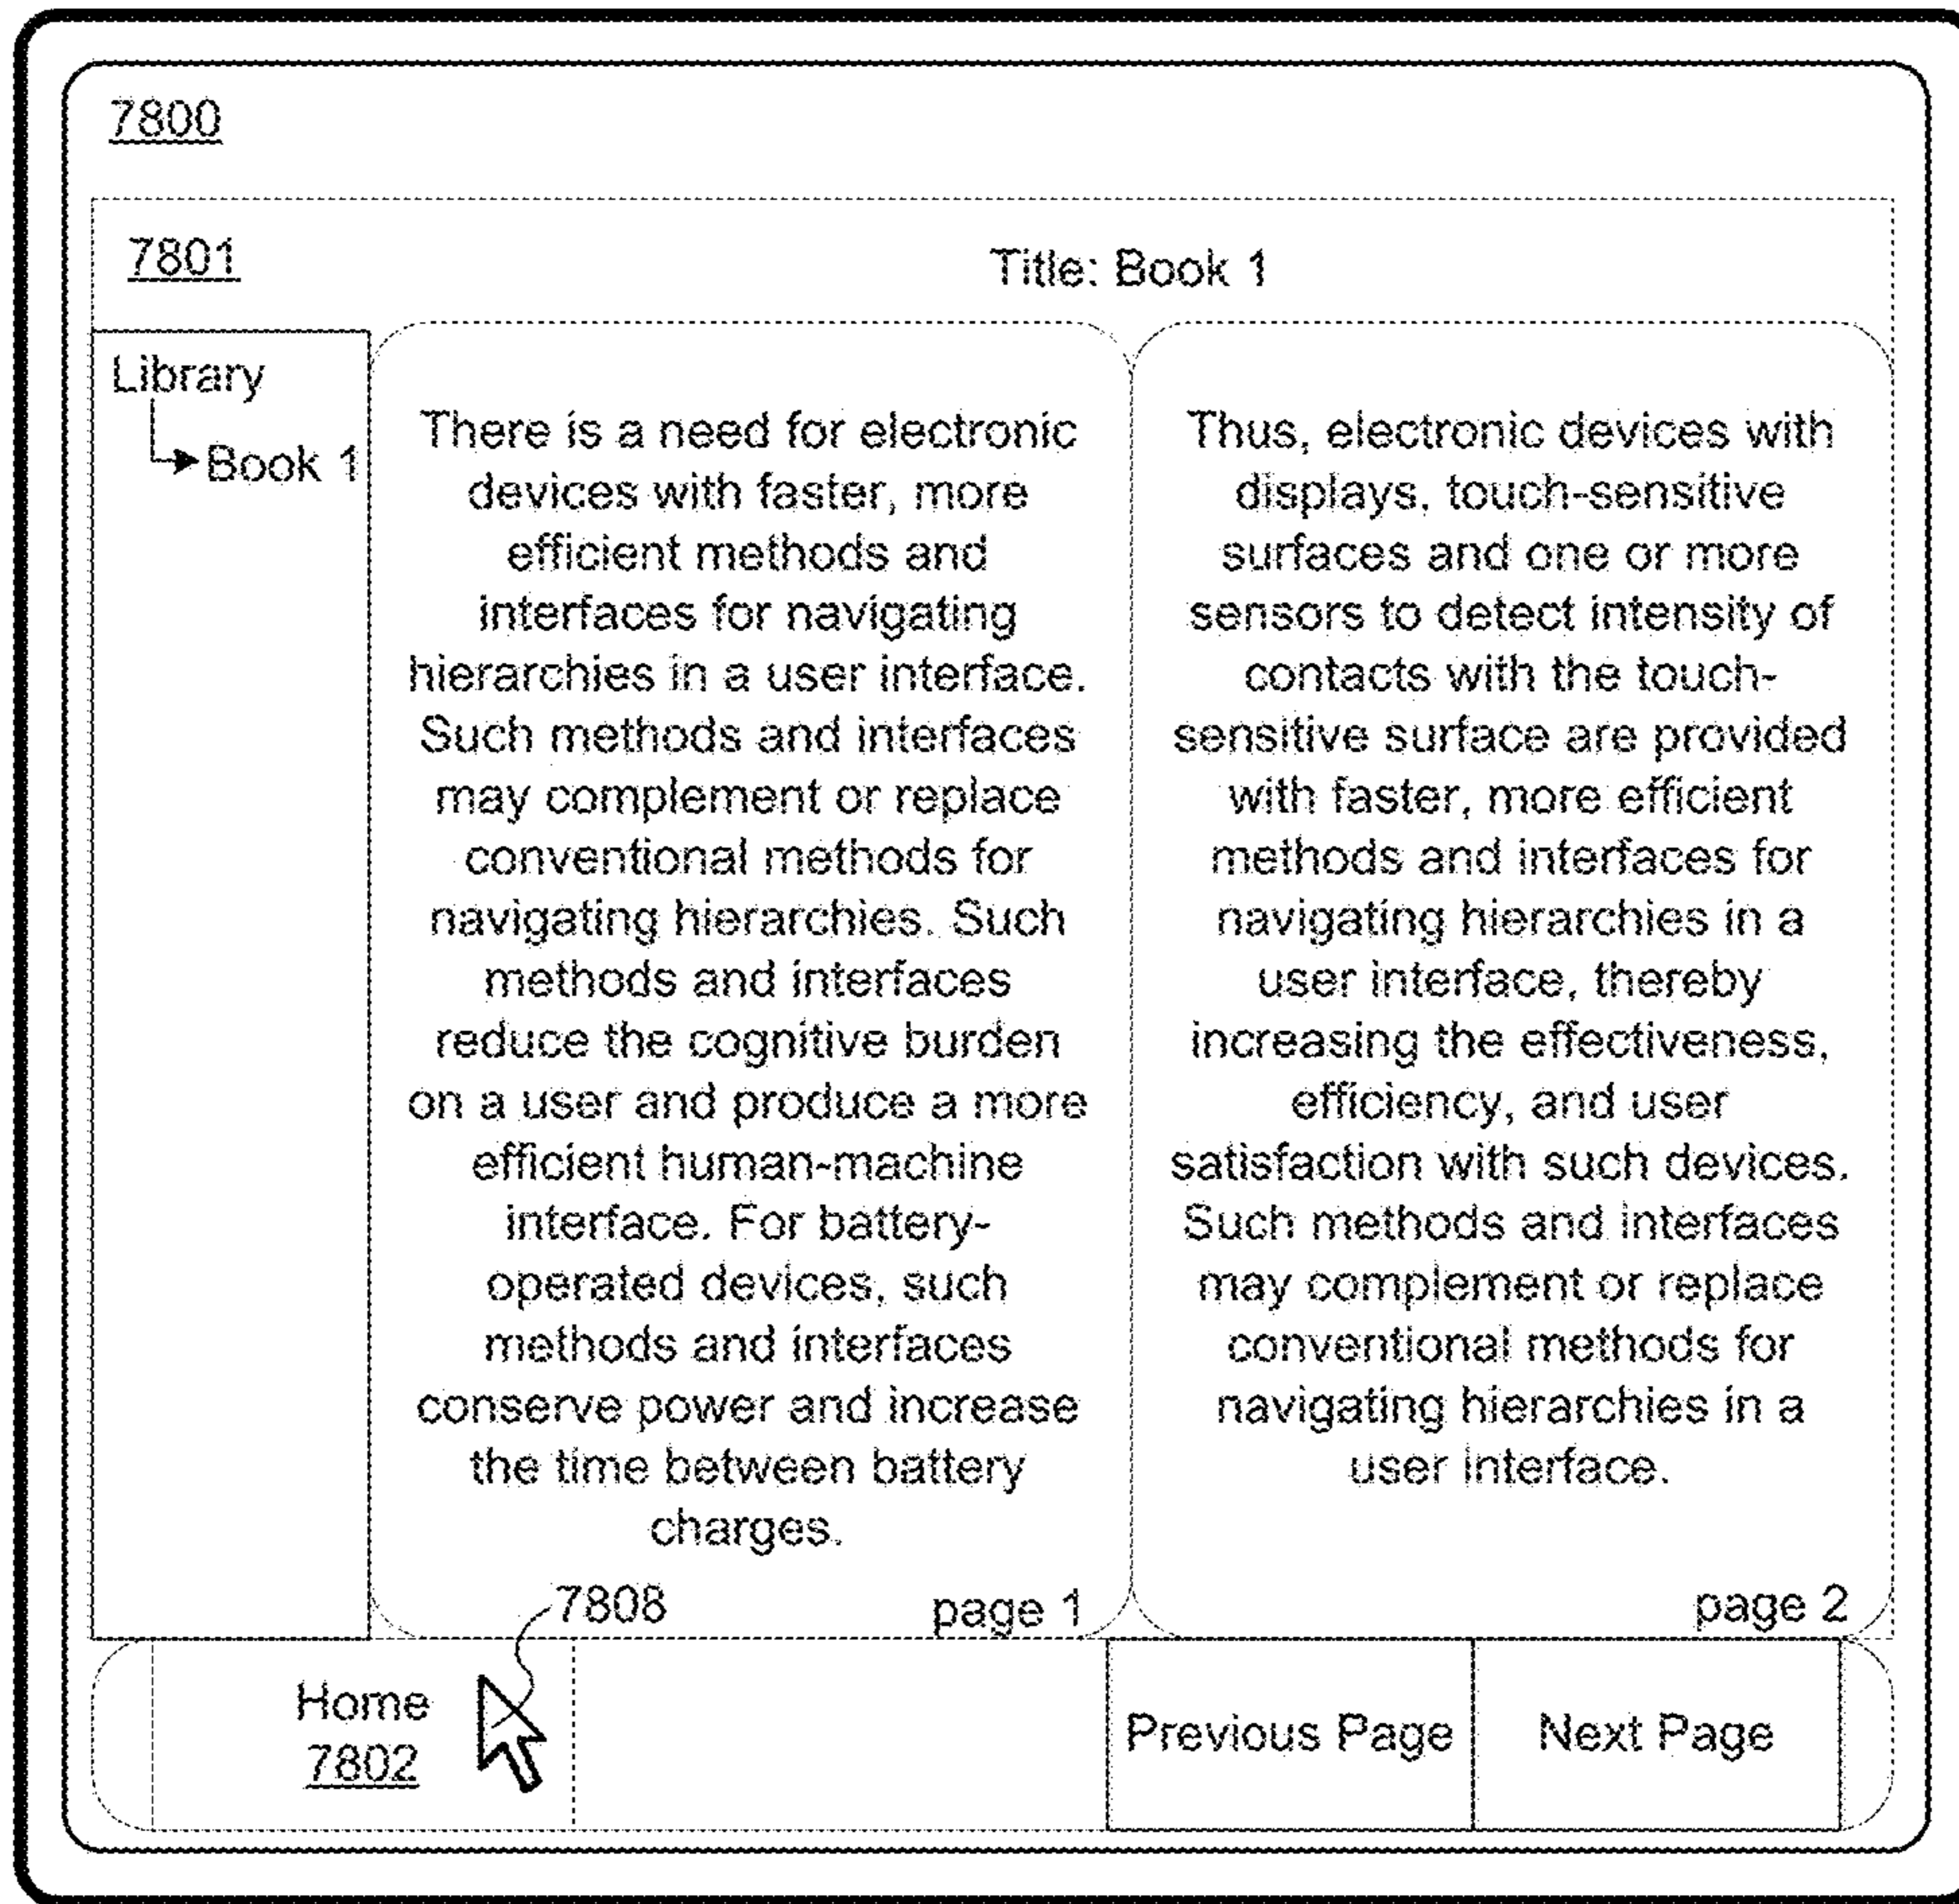 7800
7801
Title: Book 1
Library
Book 1
There is a need for electronic
devices with faster, more
efficient methods and
interfaces for navigating
hierarchies in a user interface.
Such methods and interfaces
may complement or replace
conventional methods for
navigating hierarchies. Such
methods and interfaces
reduce the cognitive burden
on a user and produce a more
efficient human-machine
interface. For battery-
operated devices, such
methods and interfaces
conserve power and increase
the time between battery
charges.
page 1
Thus, electronic devices with
displays, touch-sensitive
surfaces and one or more
sensors to detect intensity of
contacts with the touch-
sensitive surface are provided
with faster, more efficient
methods and interfaces for
navigating hierarchies in a
user interface, thereby
increasing the effectiveness,
efficiency, and user
satisfaction with such devices.
Such methods and interfaces
may complement or replace
conventional methods for
navigating hierarchies in a
user interface.
page 2
7808
Home
7802
Previous Page
Next Page